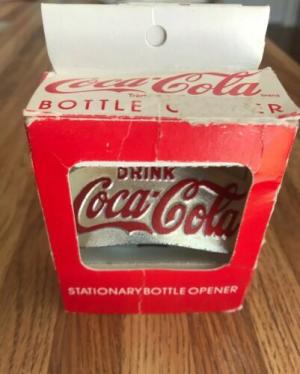 Coca-Cola
BOTTLE
DRINK
Coca-Cola
STATIONARY BOTTLE OPENER